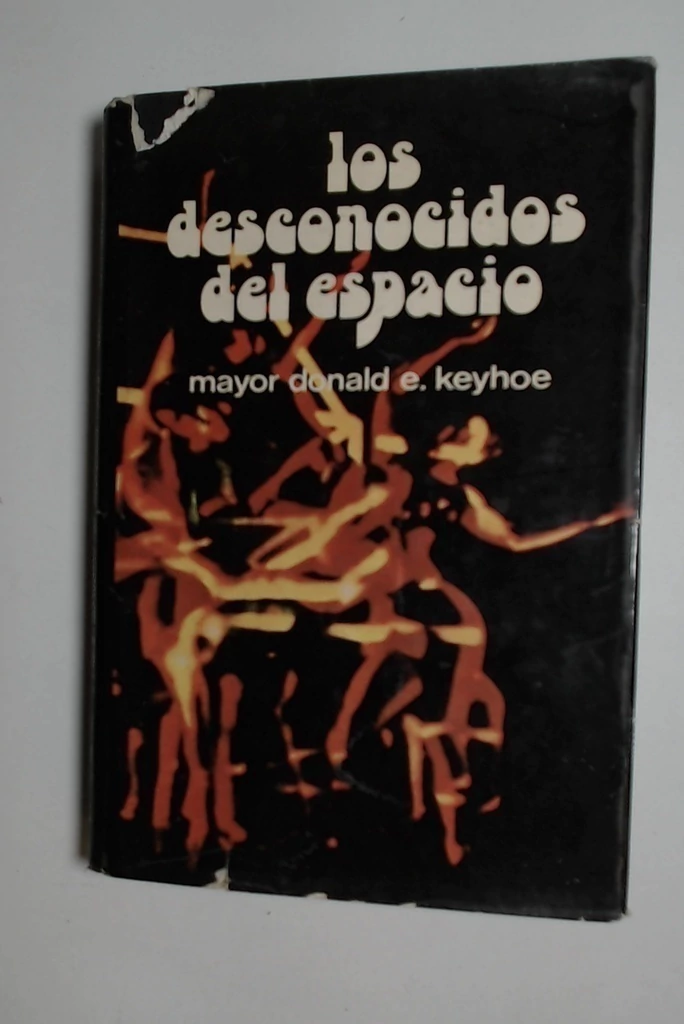 los
desconocidos
del espacio
mayor donald e. keyhoe